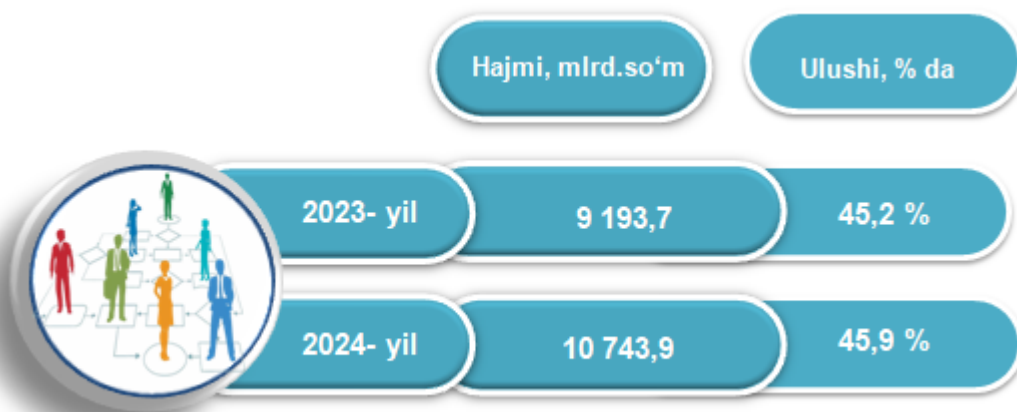 Hajmi, mlrd.so‘m
Ulushi, % da
2023- yil
9 193,7
45,2 %
2024- yil
10 743,9
45,9 %